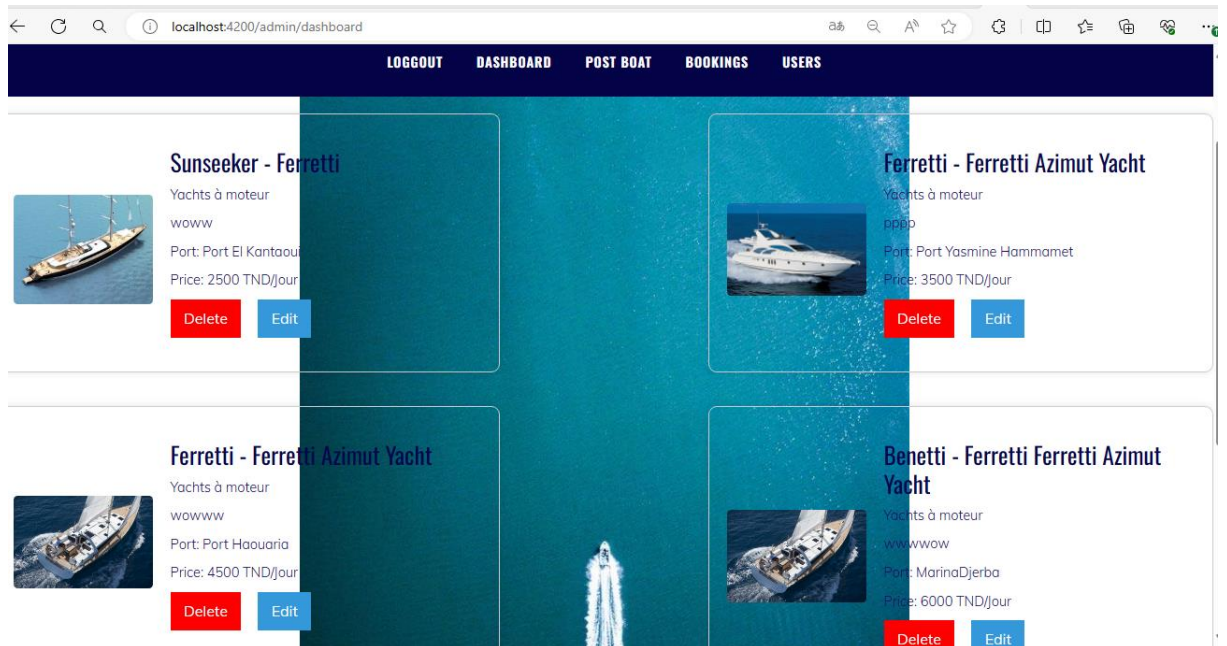 localhost:4200/admin/dashboard
LOGGOUT DASHBOARD POST BOAT BOOKINGS USERS
Sunseeker - Ferretti
Yachts à moteur
woww
Port: Port El Kantaoui
Price: 2500 TND/Jour
Delete Edit
Ferretti - Ferretti Azimut Yacht
Yachts à moteur
pppp
Port: Port Yasmine Hammamet
Price: 3500 TND/Jour
Delete Edit
Ferretti - Ferretti Azimut Yacht
Yachts à moteur
wowww
Port: Port Haouaria
Price: 4500 TND/Jour
Delete Edit
Benetti - Ferretti Ferretti Azimut
Yacht
Yachts à moteur
wwwwow
Port: MarinaDjerba
Price: 6000 TND/Jour
Delete Edit